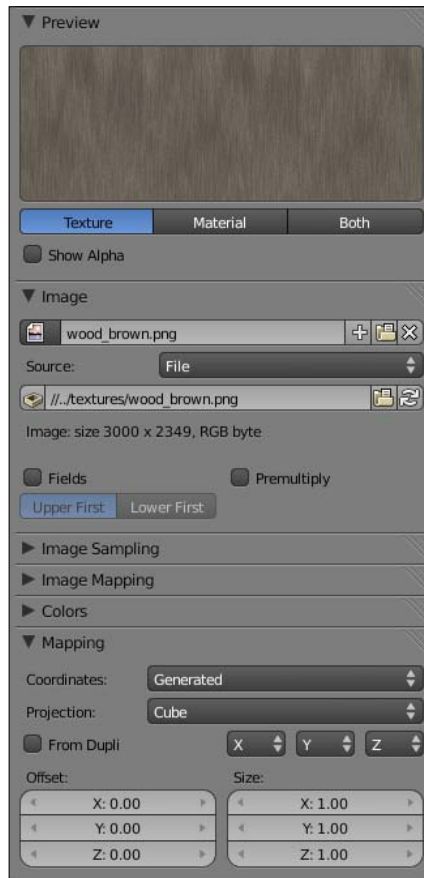 Preview
Texture Material Both
Show Alpha
Image
wood_brown.png
Source: File
//../textures/wood_brown.png
Image: size 3000 x 2349, RGB byte
Fields Premultiply
Upper First Lower First
Image Sampling
Image Mapping
Colors
Mapping
Coordinates: Generated
Projection: Cube
From Dupli X Y Z
Offset: Size:
X: 0.00 X: 1.00
Y: 0.00 Y: 1.00
Z: 0.00 Z: 1.00